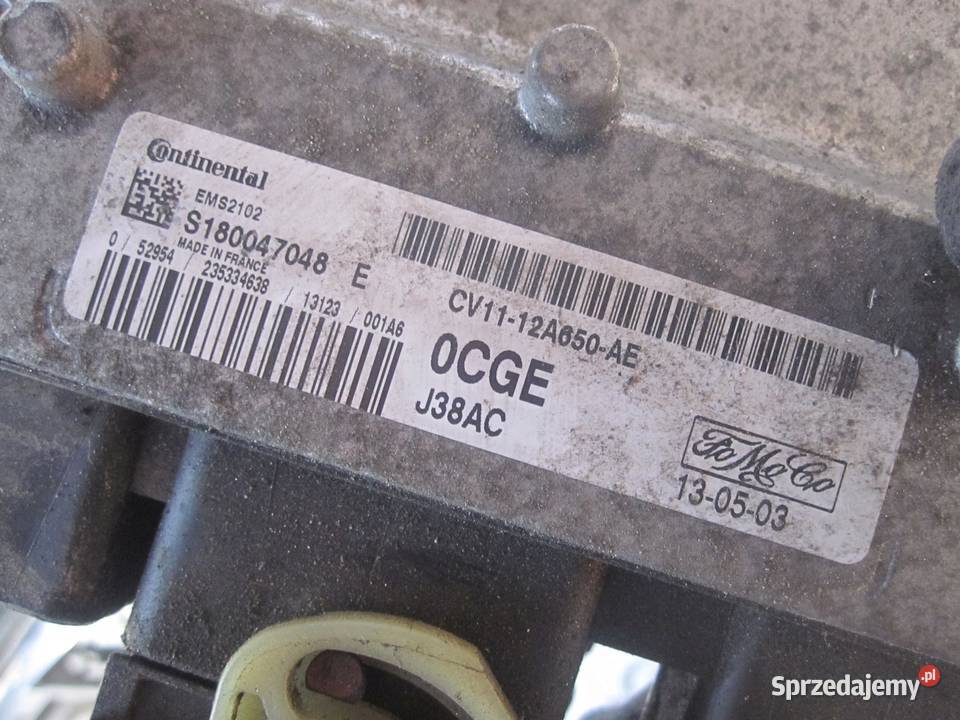 Continental
EMS2102
S180047048 E
MADE IN FRANCE
0 / 52954 / 235334638 / 13123 / 001A6
CV11-12A650-AE
0CGE
J38AC
FoMoCo
13-05-03
Sprzedajemy.pl